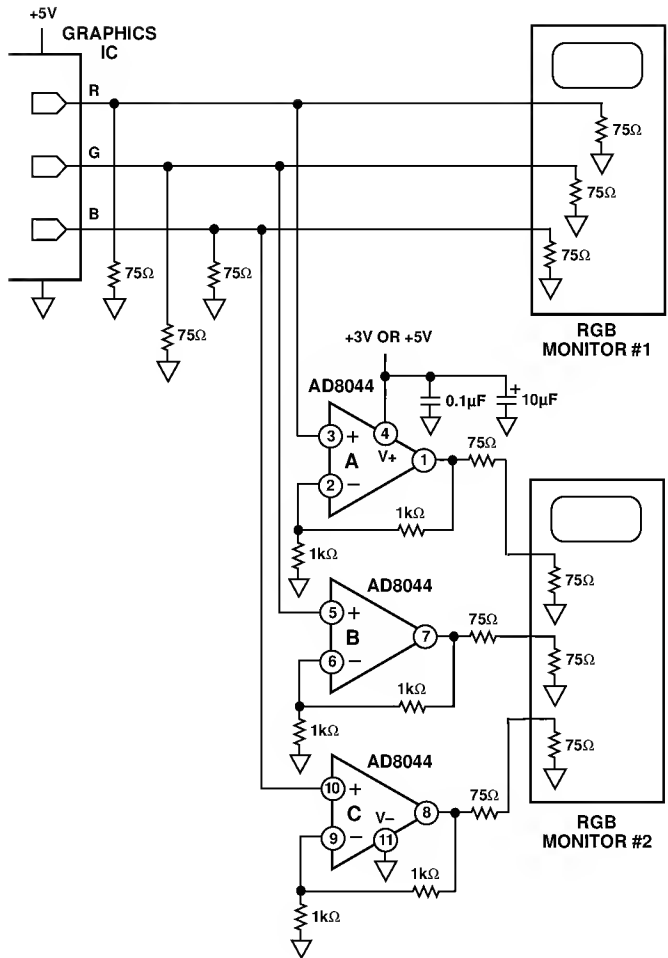 +5V
GRAPHICS
IC
R
G
B
75Ω
75Ω
75Ω
75Ω
75Ω
75Ω
RGB
MONITOR #1
+3V OR +5V
AD8044
0.1µF
+
10µF
3
+
A
4
V+
1
2
–
75Ω
1kΩ
1kΩ
75Ω
AD8044
5
+
B
7
6
–
75Ω
1kΩ
1kΩ
75Ω
AD8044
10
+
C
V–
8
9
–
11
75Ω
1kΩ
1kΩ
75Ω
RGB
MONITOR #2